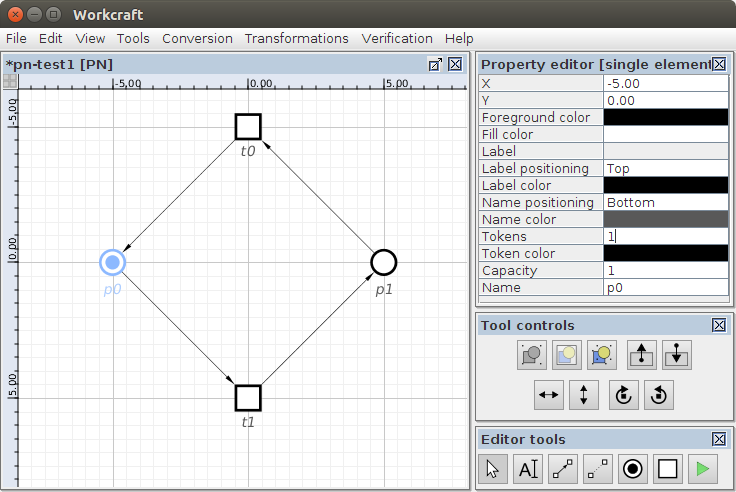 Workcraft
File Edit View Tools Conversion Transformations Verification Help
*pn-test1 [PN]
-5,00 0.00 5,00
-5,00
0,00
5,00
t0
p0
p1
t1
Property editor [single element
X -5.00
Y 0.00
Foreground color
Fill color
Label
Label positioning Top
Label color
Name positioning Bottom
Name color
Tokens 1
Token color
Capacity 1
Name p0
Tool controls
Editor tools
AI